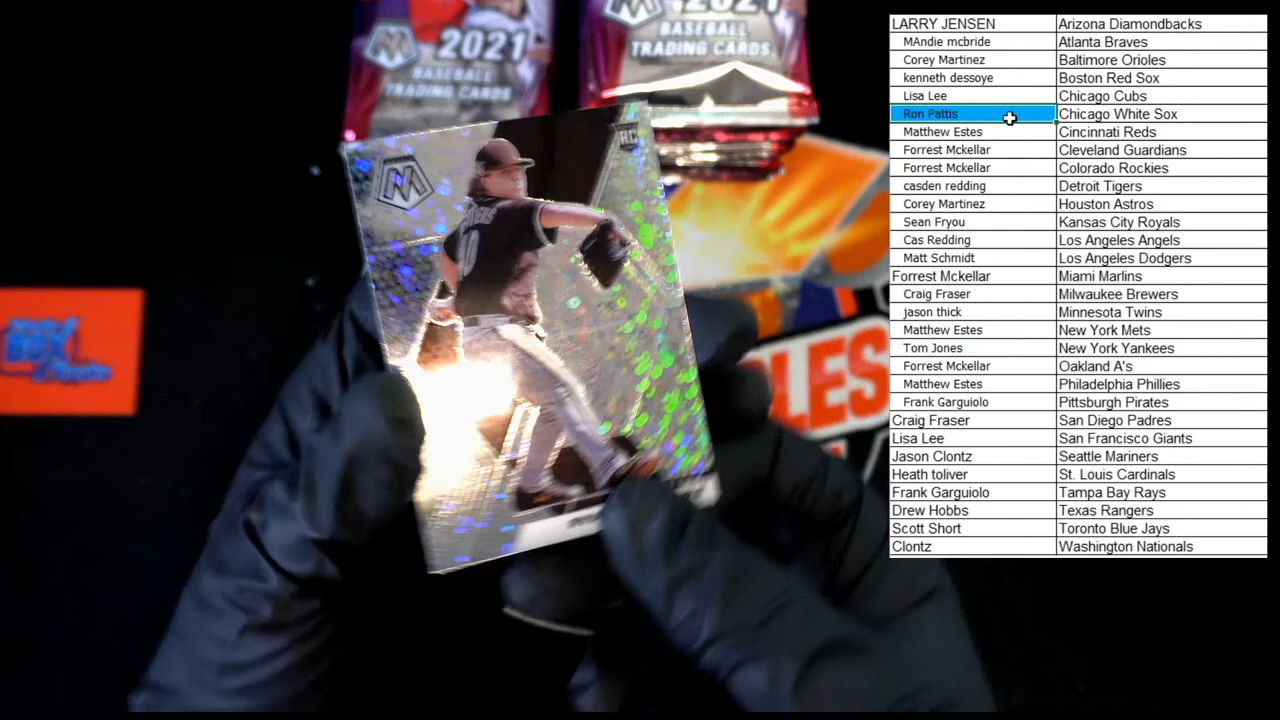 2021
BASEBALL
TRADING CARDS
2021
BASEBALL
TRADING CARDS
RC
LES
BOX
LARRY JENSEN Arizona Diamondbacks
MAndie mcbride Atlanta Braves
Corey Martinez Baltimore Orioles
kenneth dessoye Boston Red Sox
Lisa Lee Chicago Cubs
Ron Pattis Chicago White Sox
Matthew Estes Cincinnati Reds
Forrest Mckellar Cleveland Guardians
Forrest Mckellar Colorado Rockies
casden redding Detroit Tigers
Corey Martinez Houston Astros
Sean Fryou Kansas City Royals
Cas Redding Los Angeles Angels
Matt Schmidt Los Angeles Dodgers
Forrest Mckellar Miami Marlins
Craig Fraser Milwaukee Brewers
jason thick Minnesota Twins
Matthew Estes New York Mets
Tom Jones New York Yankees
Forrest Mckellar Oakland A's
Matthew Estes Philadelphia Phillies
Frank Garguiolo Pittsburgh Pirates
Craig Fraser San Diego Padres
Lisa Lee San Francisco Giants
Jason Clontz Seattle Mariners
Heath toliver St. Louis Cardinals
Frank Garguiolo Tampa Bay Rays
Drew Hobbs Texas Rangers
Scott Short Toronto Blue Jays
Clontz Washington Nationals